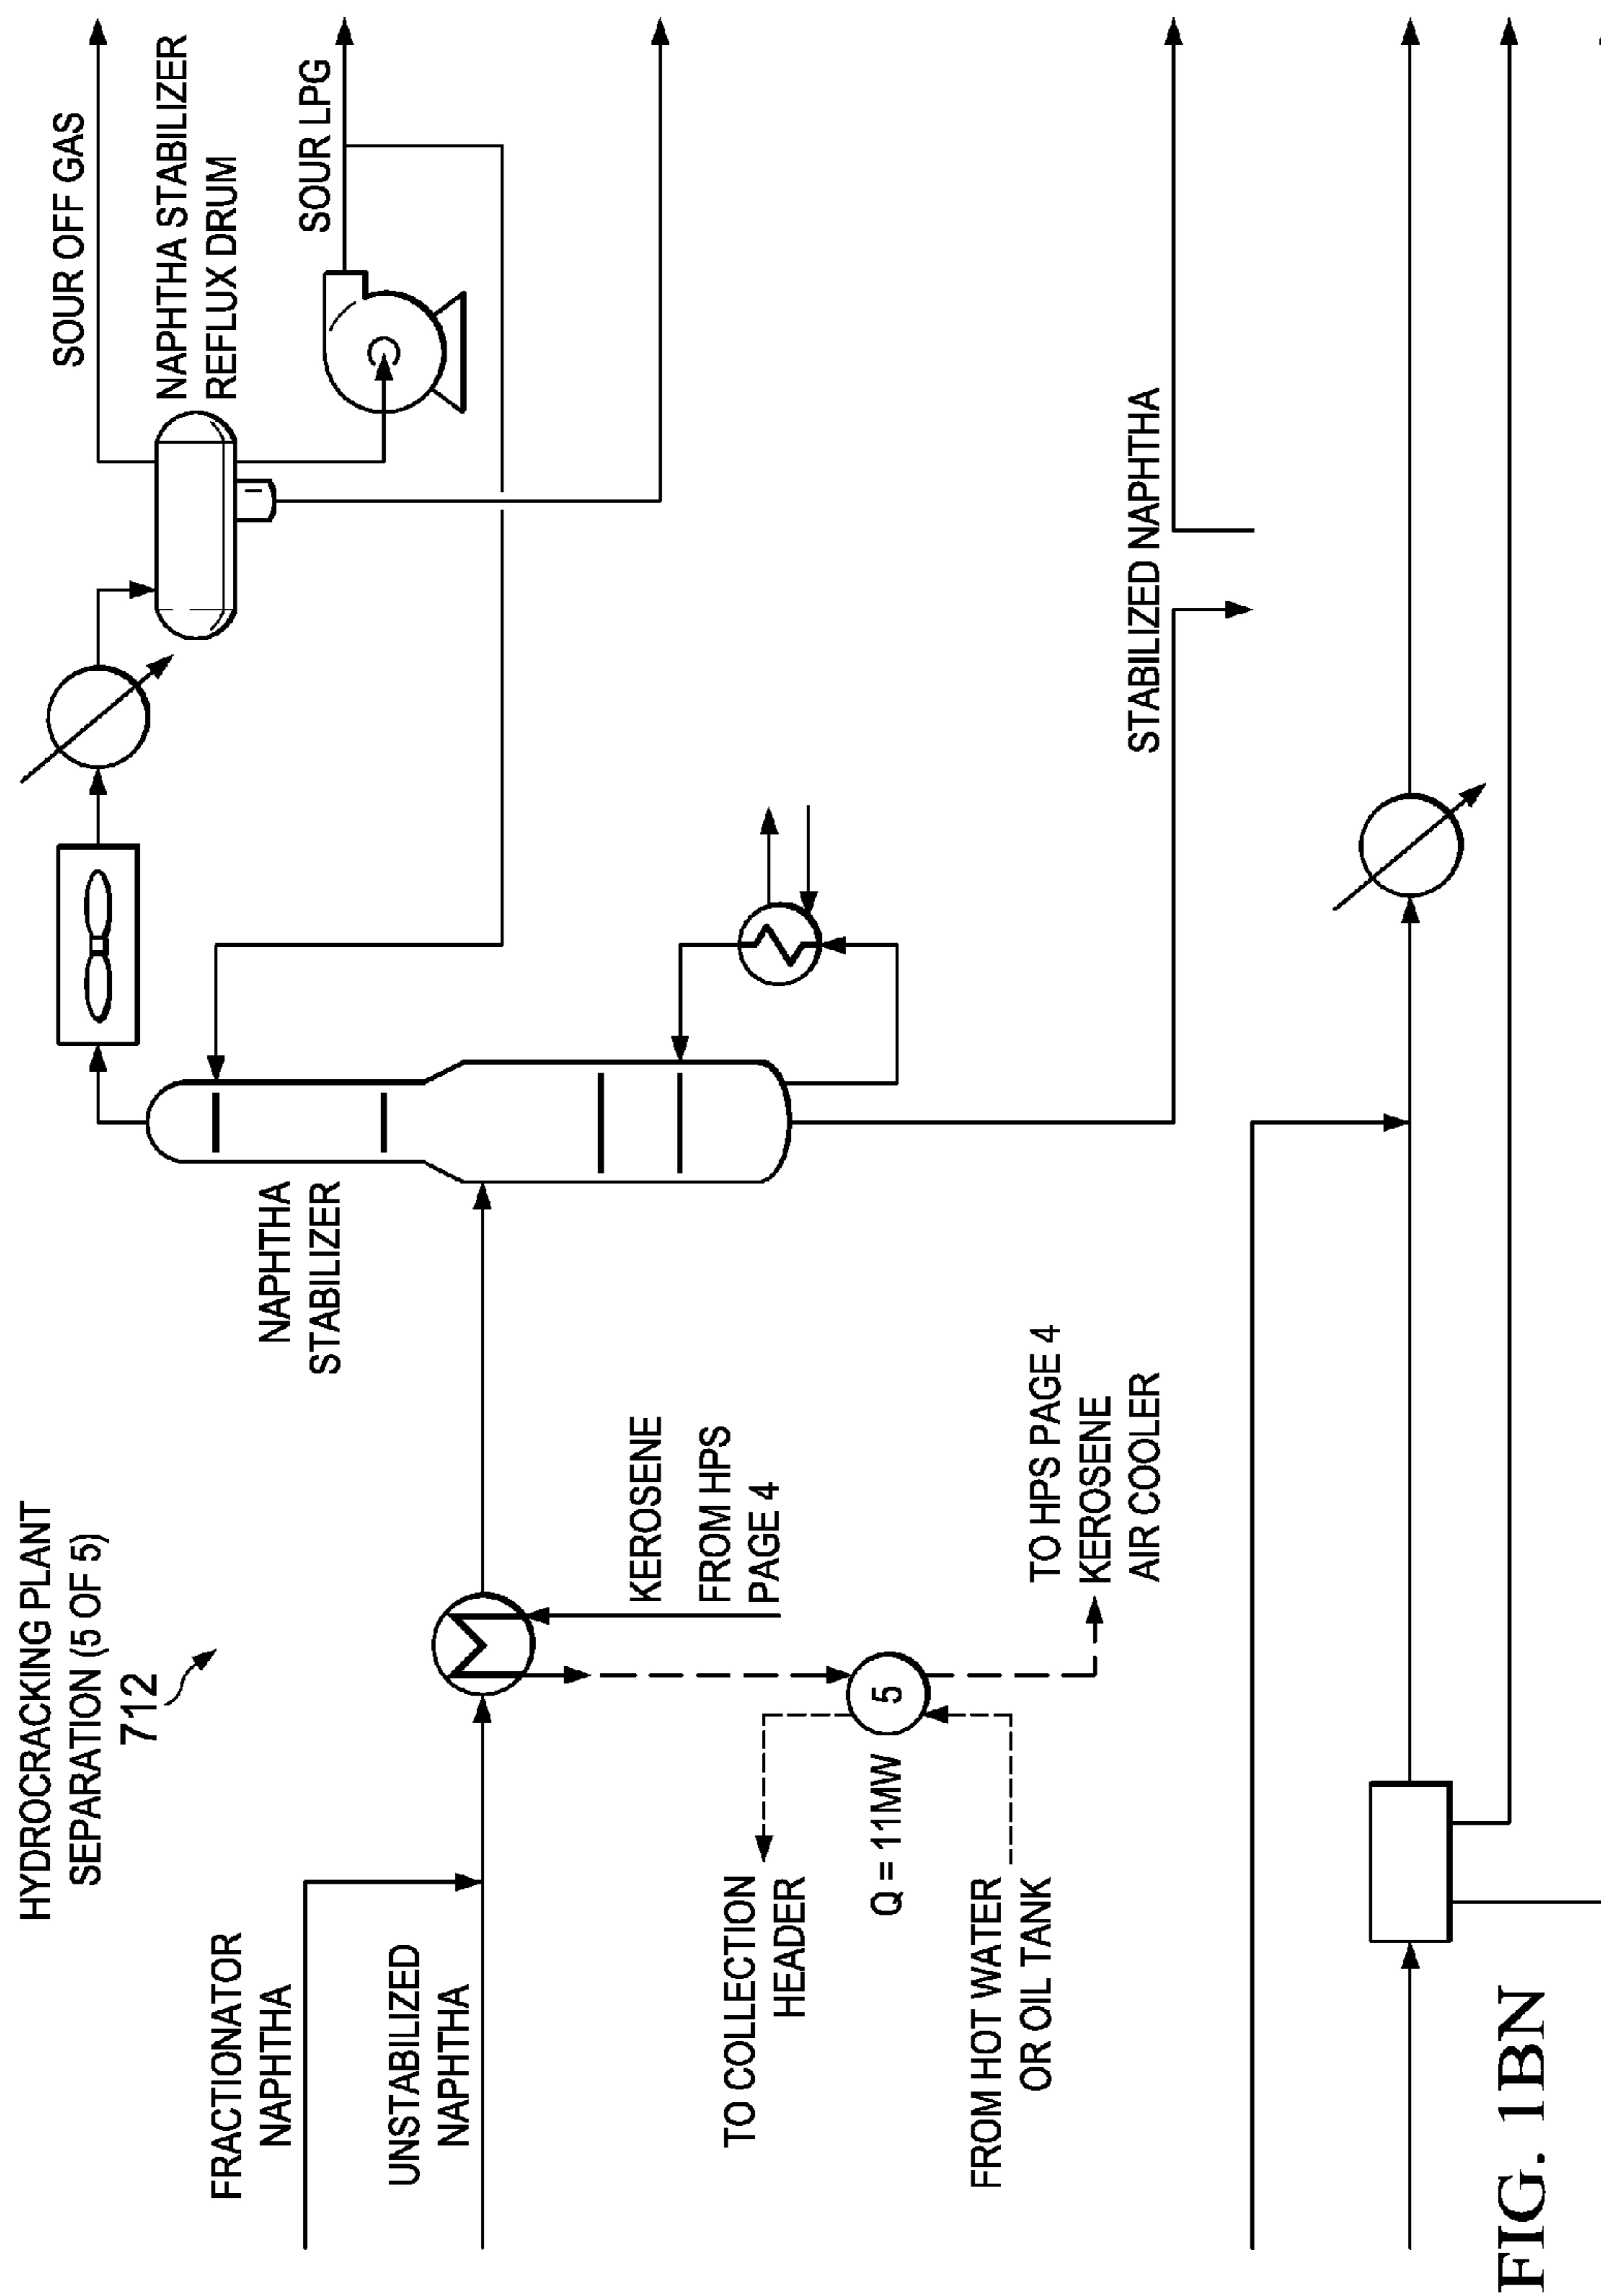 HYDROCRACKING PLANT
SEPARATION (5 OF 5)
712
FRACTIONATOR
NAPHTHA
UNSTABILIZED
NAPHTHA
KEROSENE
FROM HPS
PAGE 4
TO COLLECTION
HEADER
Q = 11MW
5
FROM HOT WATER
OR OIL TANK
TO HPS PAGE 4
KEROSENE
AIR COOLER
NAPHTHA
STABILIZER
SOUR OFF GAS
NAPHTHA STABILIZER
REFLUX DRUM
SOUR LPG
STABILIZED NAPHTHA
FIG. 1BN